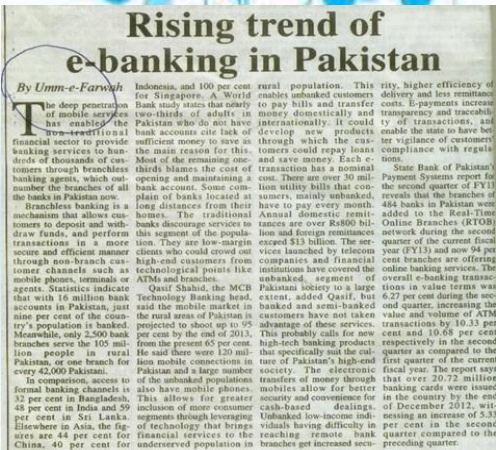 Rising trend of
e-banking in Pakistan
By Umm-e-Farwah
The deep penetration
of mobile services
has enabled the
non-traditional
financial sector to provide
banking services to hun-
dreds of thousands of cus-
tomers through branchless
banking agents, which out-
number the branches of all
the banks in Pakistan now.
Branchless banking is a
mechanism that allows cus-
tomers to deposit and with-
draw funds, and perform
transactions in a more
secure and efficient manner
through non-branch cus-
tomer channels such as
mobile phones, terminals or
agents. Statistics indicate
that with 16 million bank
accounts in Pakistan, just
nine per cent of the coun-
try's population is banked.
Meanwhile, only 2,500 bank
branches serve the 105 mil-
lion people in rural
Pakistan, or one branch for
every 42,000 Pakistani.
In comparison, access to
formal banking channels is
32 per cent in Bangladesh,
48 per cent in India and 59
per cent in Sri Lanka.
Elsewhere in Asia, the fig-
ures are 44 per cent for
China, 40 per cent for
Indonesia, and 100 per cent
for Singapore. A World
Bank study states that nearly
two-thirds of adults in
Pakistan who do not have
bank accounts cite lack of
sufficient money to save as
the main reason for this.
Most of the remaining one-
thirds blames the cost of
opening and maintaining a
bank account. Some com-
plain of banks located at
long distances from their
homes. The traditional
banks discourage services to
this segment of the popula-
tion. They are low-margin
clients who could crowd out
high-end customers from
technological points like
ATMs and branches.
Qasif Shahid, the MCB
Technology Banking head,
said the mobile market in
the rural areas of Pakistan is
projected to shoot up to 95
per cent by the end of 2013,
from the present 65 per cent.
He said there were 120 mil-
lion mobile connections in
Pakistan and a large number
of the unbanked populations
also have mobile phones.
This allows for greater
inclusion of more consumer
segments through leveraging
of technology that brings
financial services to the
underserved population in
rural population. This
enables unbanked customers
to pay bills and transfer
money domestically and
internationally. It could
develop new products
through which the cus-
tomers could repay loans
and save money. Each e-
transaction has a nominal
cost. There are over 30 mil-
lion utility bills that con-
sumers, mainly unbanked,
have to pay every month.
Annual domestic remit-
tances are over Rs800 bil-
lion and foreign remittances
exceed $13 billion. The ser-
vices launched by telecom
companies and financial
institutions have covered the
unbanked segment of
Pakistani society to a large
extent, added Qasif, but
banked and semi-banked
customers have not taken
advantage of these services.
This probably calls for new
high-tech banking products
that specifically suit the cul-
ture of Pakistan's high-end
society. The electronic
transfers of money through
mobiles allow for better
security and convenience for
cash-based dealings.
Unbanked low-income indi-
viduals having difficulty in
reaching remote bank
branches get increased secu-
rity, higher efficiency of
delivery and less remittance
costs. E-payments increase
transparency and traceabili-
ty of transactions, and
enable the state to have bet-
ter vigilance of customers'
compliance with regula-
tions.
State Bank of Pakistan's
Payment Systems report for
the second quarter of FY13
reveals that the branches of
484 banks in Pakistan were
added to the Real-Time
Online Branches (RTOB)
network during the second
quarter of the current fiscal
year (FY13) and now 94 per
cent branches are offering
online banking services. The
overall e-banking transac-
tions in value terms was
6.27 per cent during the sec-
ond quarter, increasing the
value and volume of ATM
transactions by 10.33 per
cent and 10.68 per cent
respectively in the second
quarter as compared to the
first quarter of the current
fiscal year. The report says
that over 20.72 million
banking cards were issued
in the country by the end
of December 2012, wit-
nessing an increase of 5.33
per cent in the second
quarter compared to the
preceding quarter.